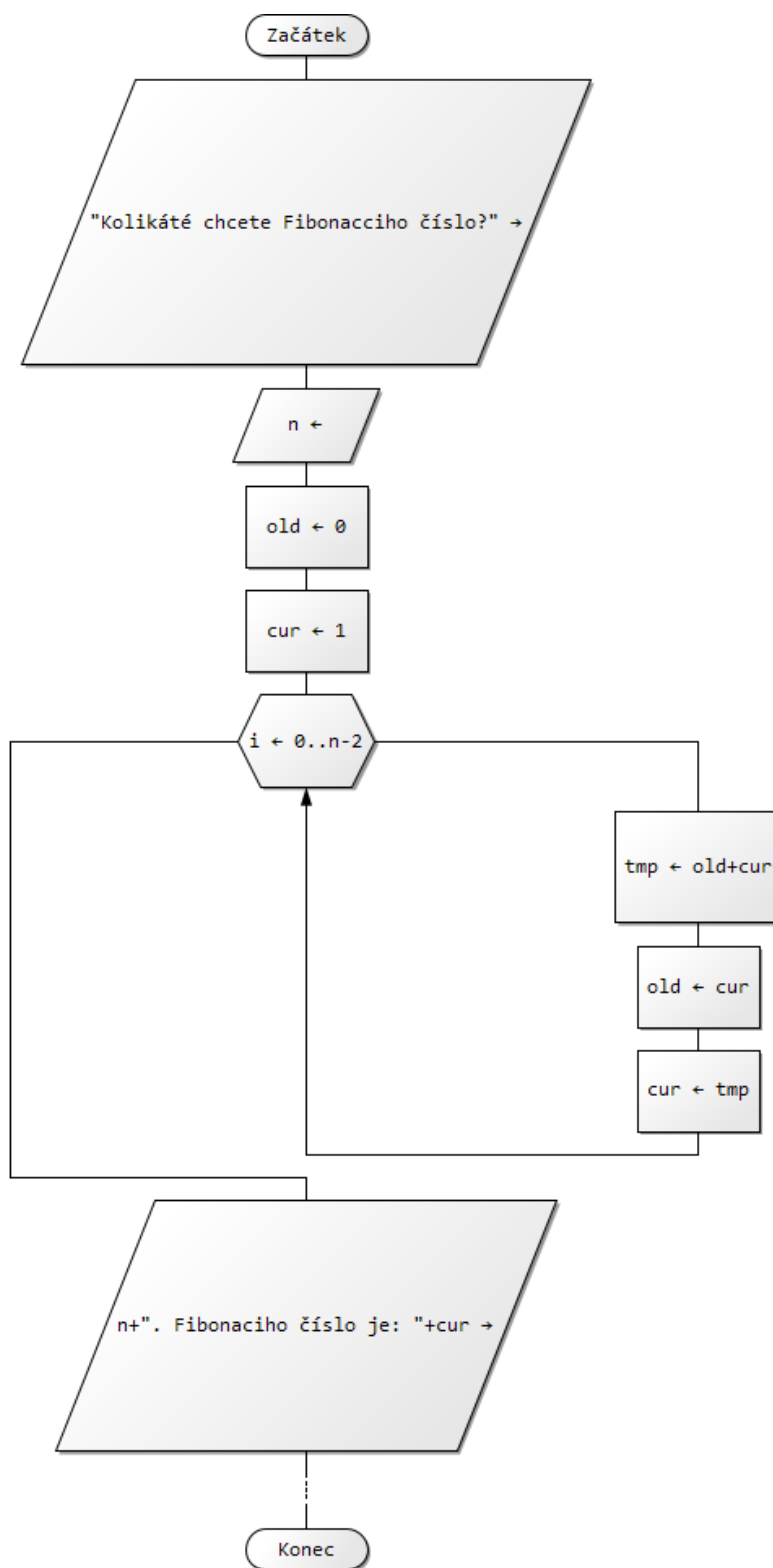 Začátek
"Kolikáté chcete Fibonacciho číslo?" →
n ←
old ← 0
cur ← 1
i ← 0..n-2
tmp ← old+cur
old ← cur
cur ← tmp
n+". Fibonaciho číslo je: "+cur →
Konec